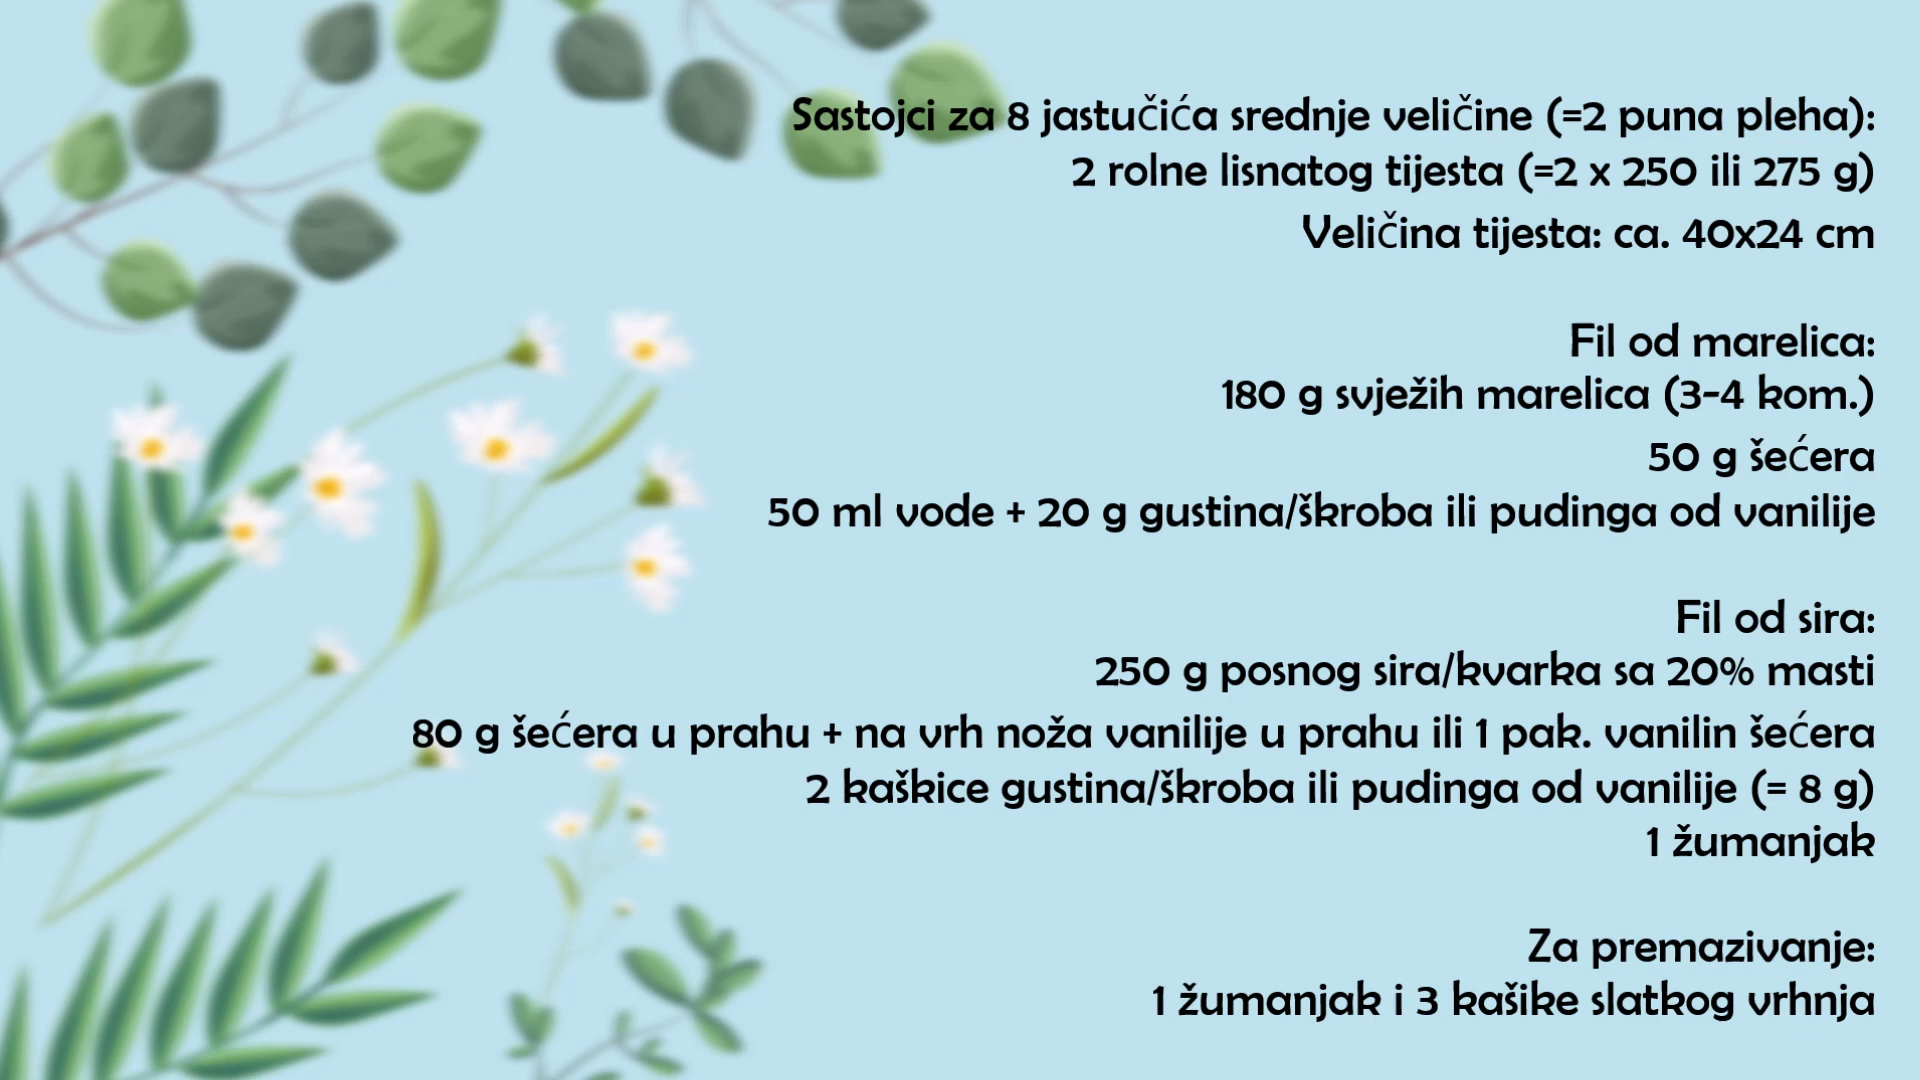 Sastojci za 8 jastučića srednje veličine (=2 puna pleha):
2 rolne lisnatog tijesta (=2 x 250 ili 275 g)
Veličina tijesta: ca. 40x24 cm
Fil od marelica:
180 g svježih marelica (3-4 kom.)
50 g šećera
50 ml vode + 20 g gustina/škroba ili pudinga od vanilije
Fil od sira:
250 g posnog sira/kvarka sa 20% masti
80 g šećera u prahu + na vrh noža vanilije u prahu ili 1 pak. vanilin šećera
2 kaškice gustina/škroba ili pudinga od vanilije (= 8 g)
1 žumanjak
Za premazivanje:
1 žumanjak i 3 kašike slatkog vrhnja